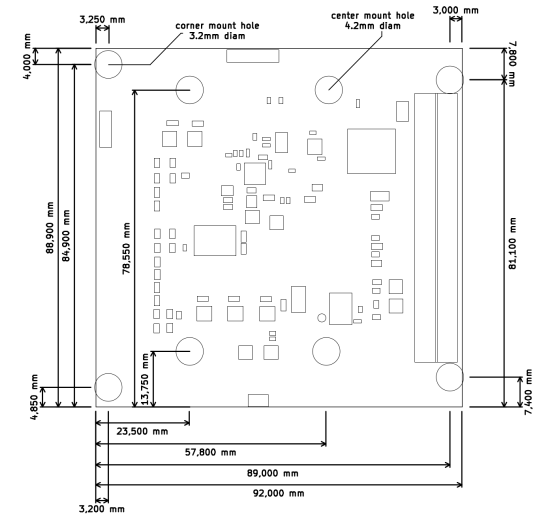 3,250 mm
corner mount hole
3.2mm diam
center mount hole
4.2mm diam
3,000 mm
4,000 mm
7,800 mm
88,900 mm
84,900 mm
78,550 mm
81,100 mm
13,750 mm
4,850 mm
7,400 mm
23,500 mm
57,800 mm
89,000 mm
92,000 mm
3,200 mm